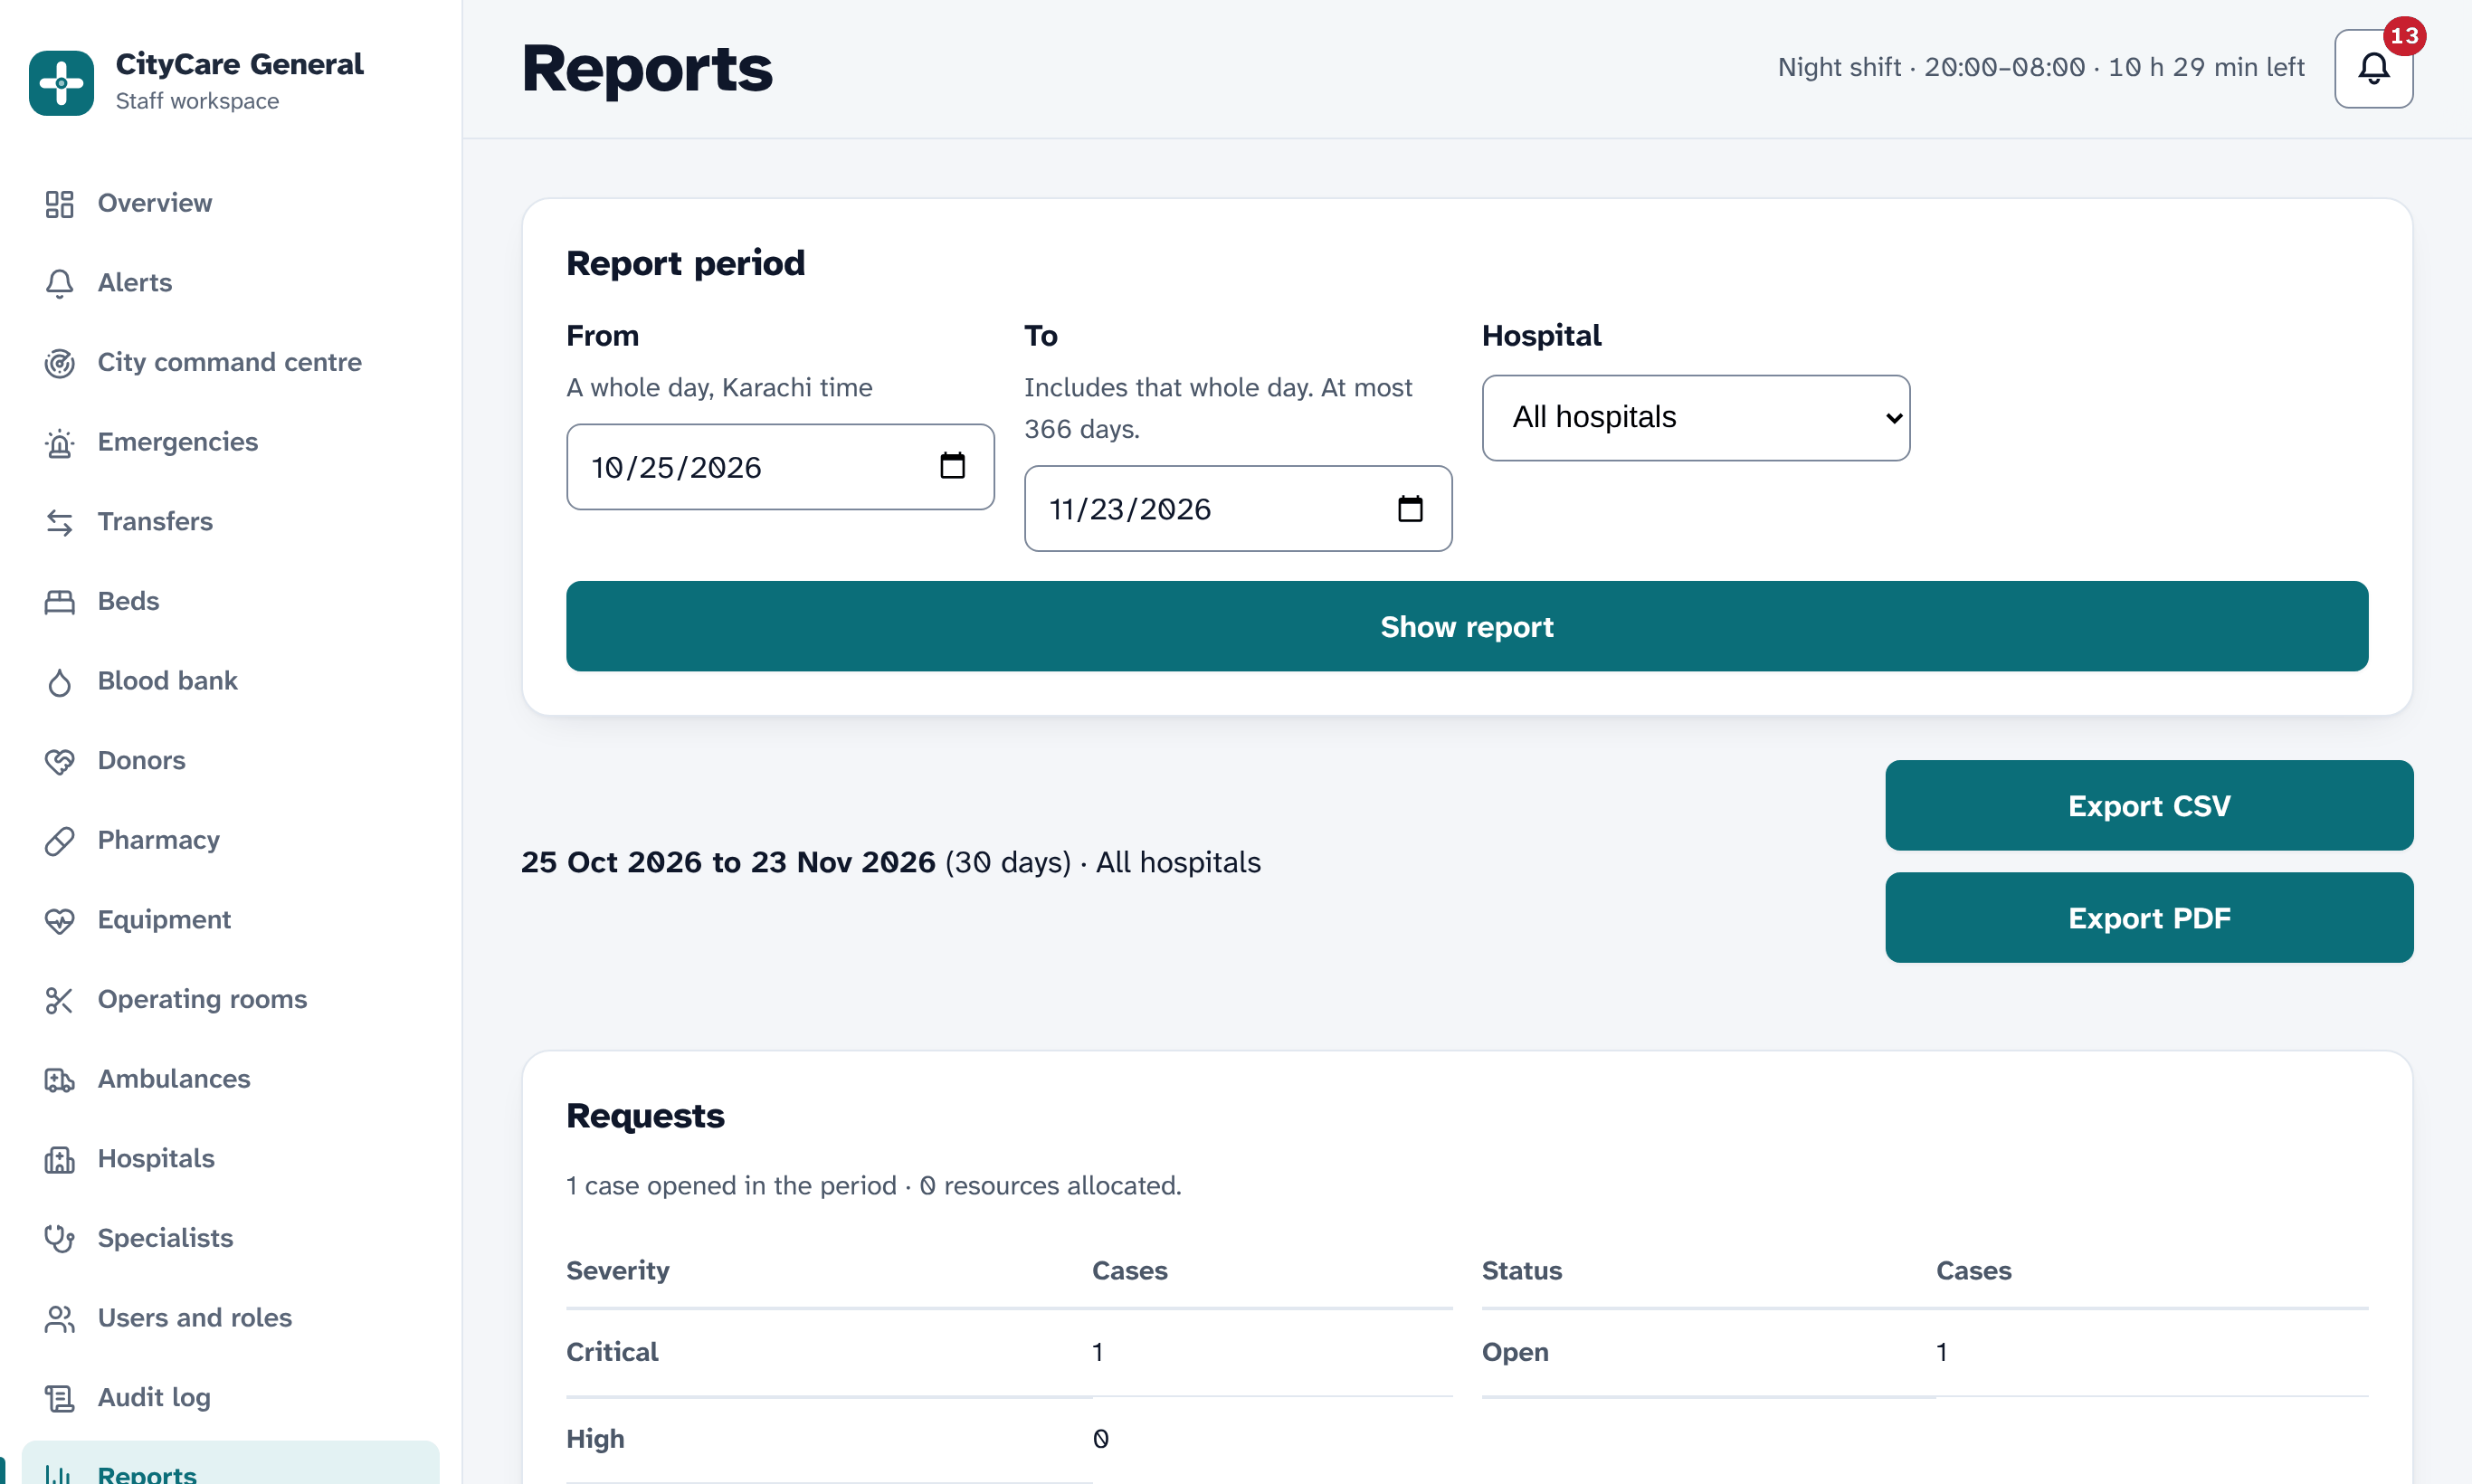 CityCare General
Staff workspace
Overview
Alerts
City command centre
Emergencies
Transfers
Beds
Blood bank
Donors
Pharmacy
Equipment
Operating rooms
Ambulances
Hospitals
Specialists
Users and roles
Audit log
Reports
Reports
Night shift · 20:00–08:00 · 10 h 29 min left
13
Report period
From
A whole day, Karachi time
10/25/2026
To
Includes that whole day. At most
366 days.
11/23/2026
Hospital
All hospitals
Show report
25 Oct 2026 to 23 Nov 2026 (30 days) · All hospitals
Export CSV
Export PDF
Requests
1 case opened in the period · 0 resources allocated.
Severity Cases
Critical 1
High 0
Status Cases
Open 1